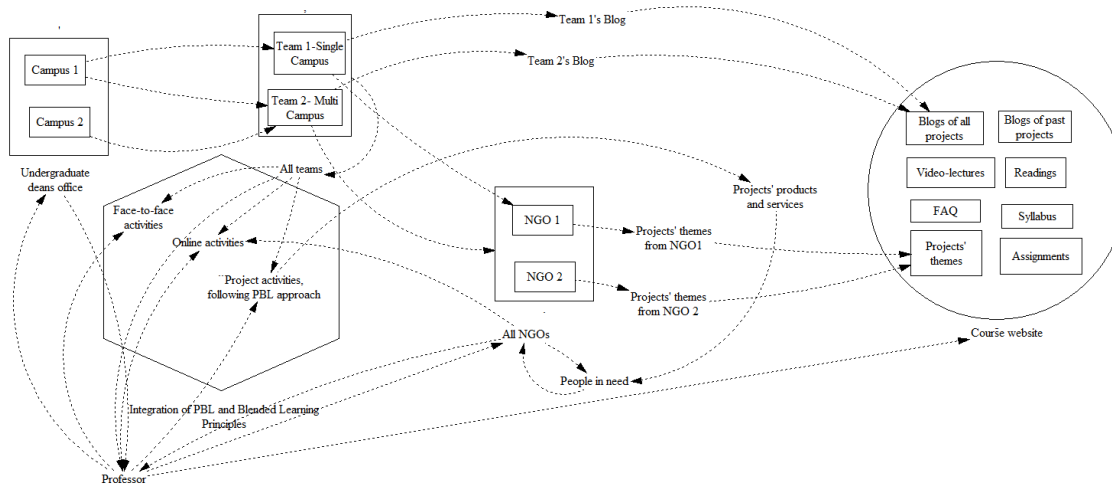 Team 1's Blog
Team 2's Blog
Campus 1
Campus 2
Undergraduate
deans office
Team 1-Single
Campus
Team 2- Multi
Campus
All teams
Face-to-face
activities
Online activities
Project activities,
following PBL approach
Integration of PBL and Blended Learning
Principles
Professor
NGO 1
NGO 2
All NGOs
People in need
Projects' themes
from NGO1
Projects' themes
from NGO 2
Projects' products
and services
Blogs of all
projects
Blogs of past
projects
Video-lectures
Readings
FAQ
Syllabus
Projects'
themes
Assignments
Course website